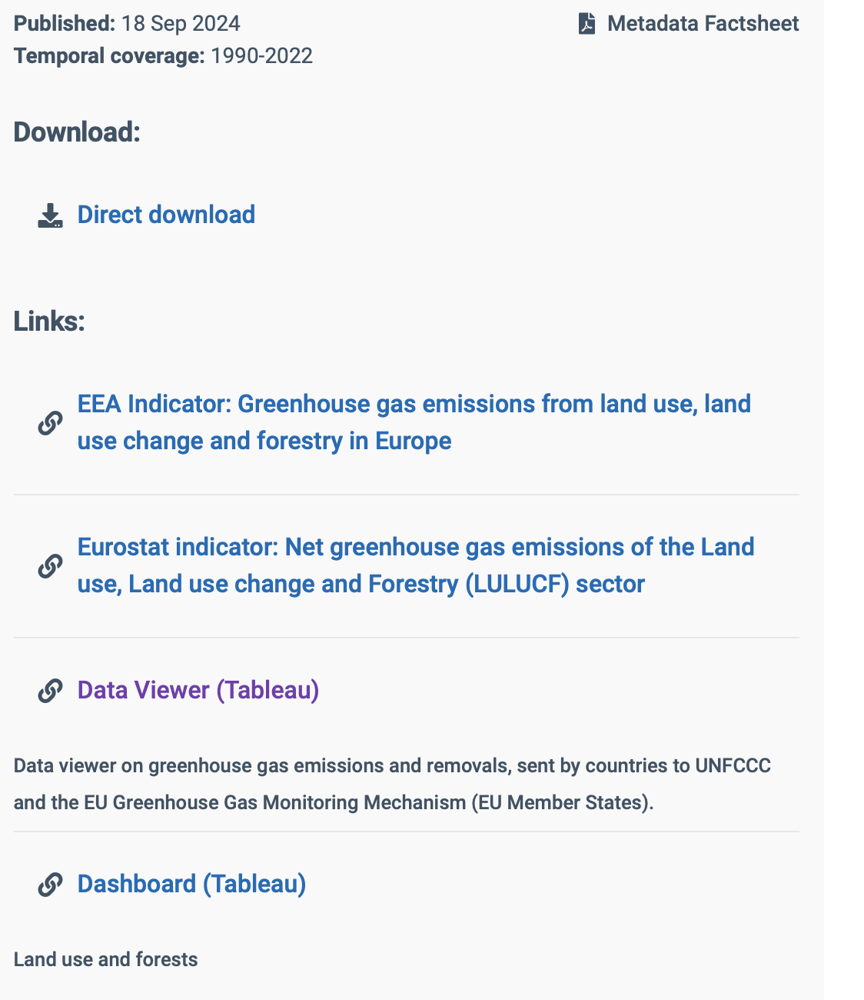 Published: 18 Sep 2024
Metadata Factsheet
Temporal coverage: 1990-2022
Download:
Direct download
Links:
EEA Indicator: Greenhouse gas emissions from land use, land
use change and forestry in Europe
Eurostat indicator: Net greenhouse gas emissions of the Land
use, Land use change and Forestry (LULUCF) sector
Data Viewer (Tableau)
Data viewer on greenhouse gas emissions and removals, sent by countries to UNFCCC
and the EU Greenhouse Gas Monitoring Mechanism (EU Member States).
Dashboard (Tableau)
Land use and forests